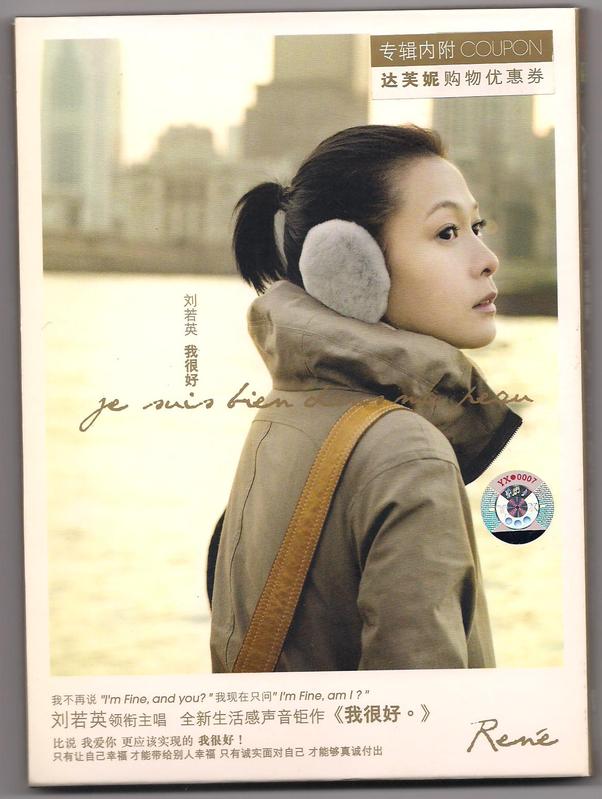 专辑内附 COUPON
达芙妮购物优惠券
刘若英 我很好
je suis bien dans ma peau
YX●0007
我不再说 "I'm Fine, and you?" 我现在只问 "I'm Fine, am I ? "
刘若英领衔主唱 全新生活感声音钜作《我很好。》
比说 我爱你 更应该实现的 我很好！
只有让自己幸福 才能带给别人幸福 只有诚实面对自己 才能够真诚付出
René